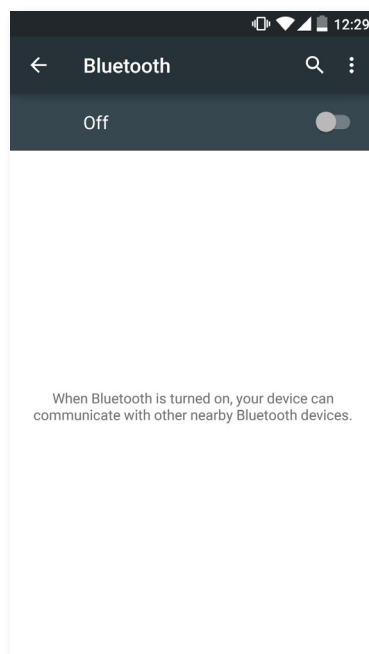 12:29
Bluetooth
Off
When Bluetooth is turned on, your device can
communicate with other nearby Bluetooth devices.